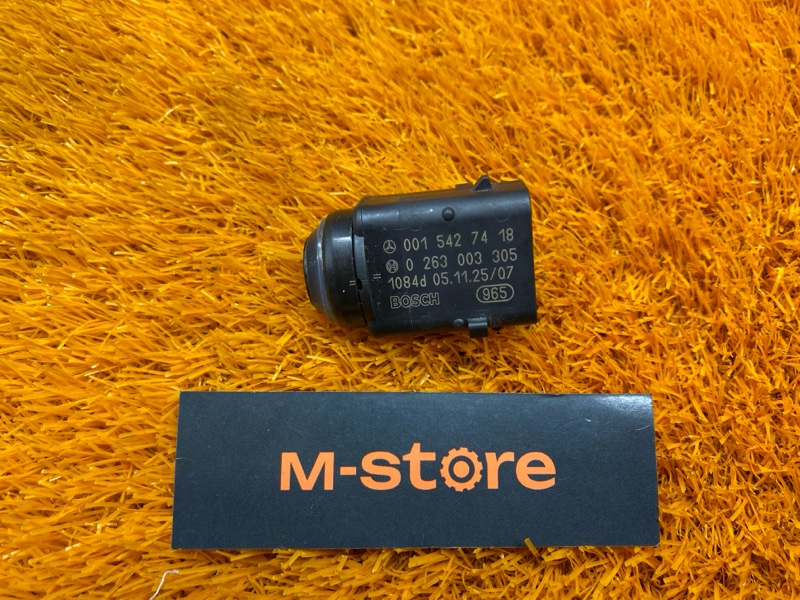 001 542 74 18
0 263 003 305
1084d 05.11.25/07
BOSCH 965
M-store